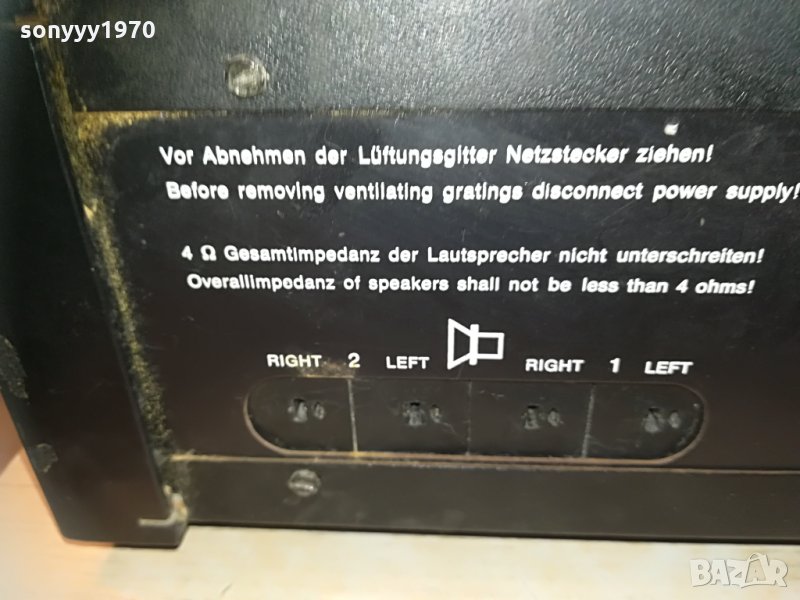 sonyyy1970
Vor Abnehmen der Lüftungsgitter Netzstecker ziehen!
Before removing ventilating gratings disconnect power supply!
4 Ω Gesamtimpedanz der Lautsprecher nicht unterschreiten!
Overallimpedanz of speakers shall not be less than 4 ohms!
RIGHT 2 LEFT RIGHT 1 LEFT
BAZAR